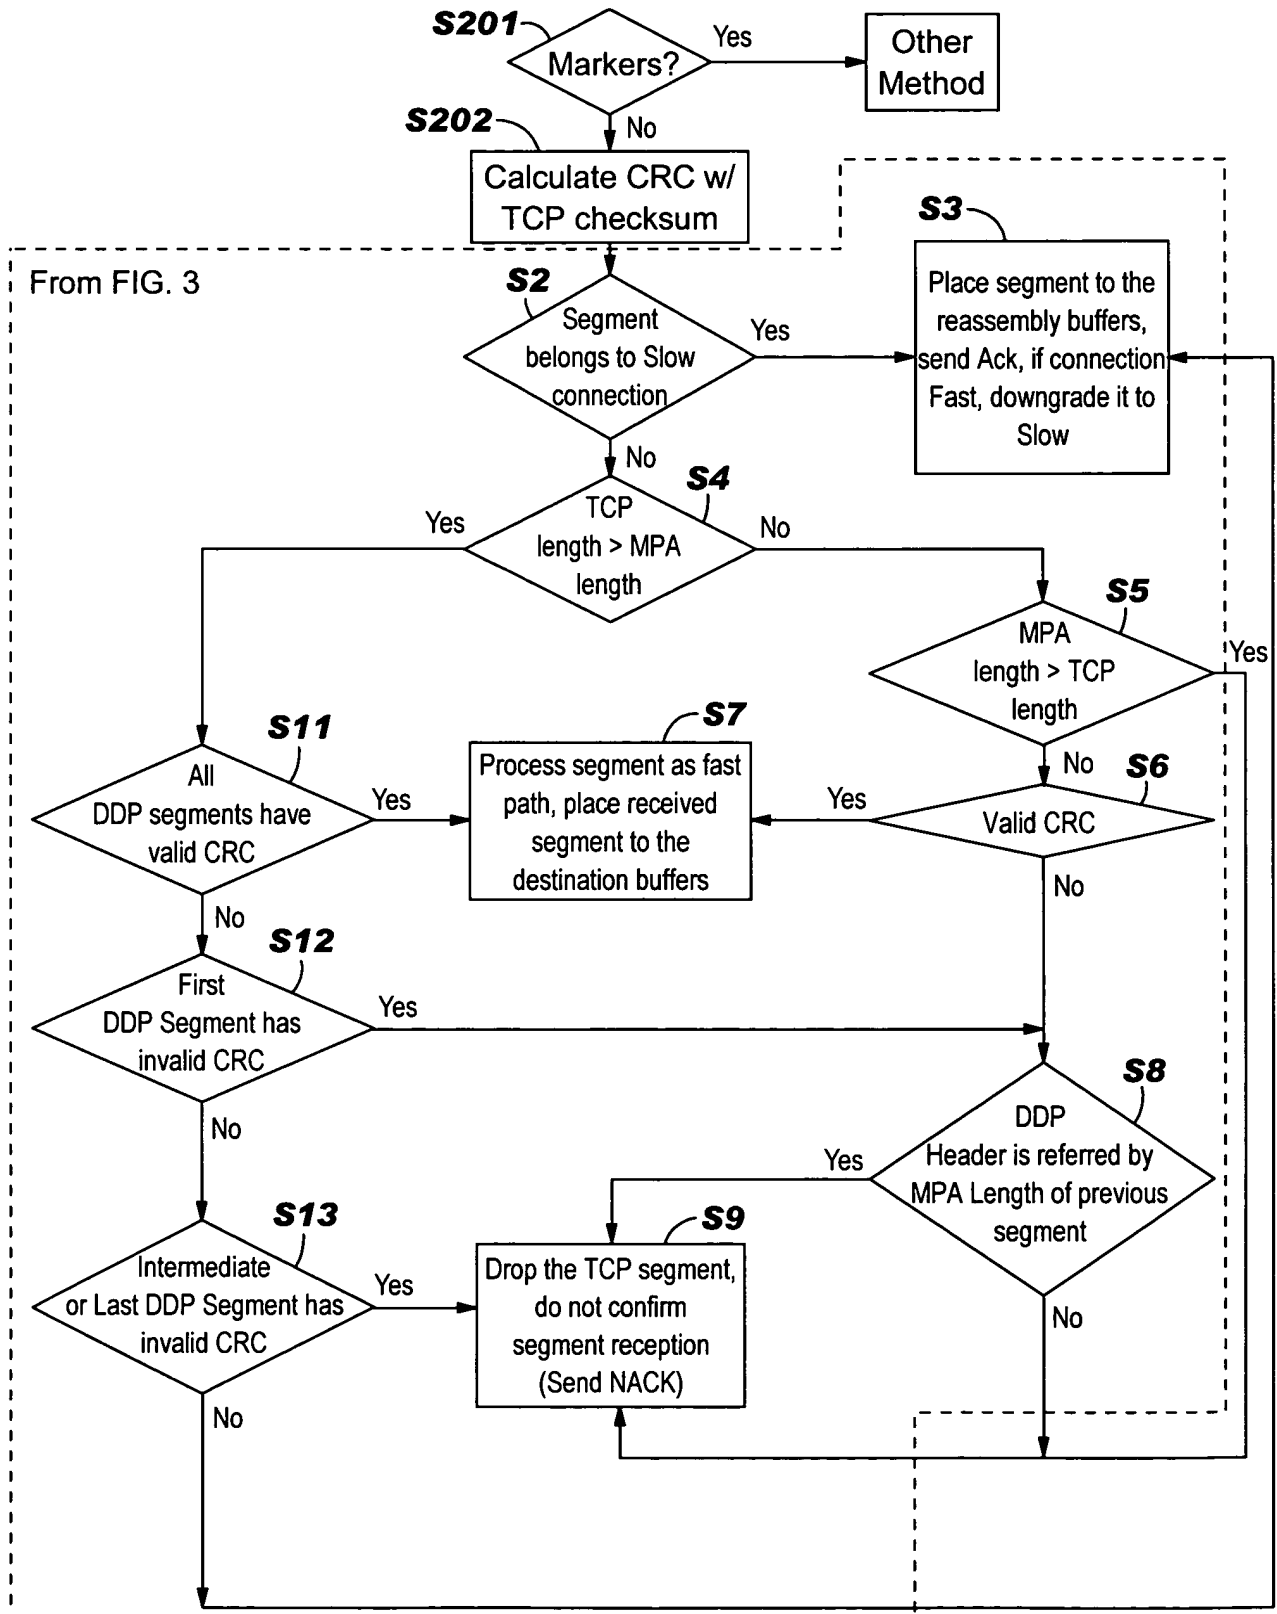 S201
Markers?
Yes
Other
Method
No
S202
Calculate CRC w/
TCP checksum
From FIG. 3
S2
Segment
belongs to Slow
connection
Yes
S3
Place segment to the
reassembly buffers,
send Ack, if connection
Fast, downgrade it to
Slow
No
S4
TCP
length > MPA
length
Yes
No
S5
MPA
length > TCP
length
Yes
No
S11
All
DDP segments have
valid CRC
Yes
S7
Process segment as fast
path, place received
segment to the
destination buffers
S6
Valid CRC
Yes
No
No
S12
First
DDP Segment has
invalid CRC
Yes
No
S8
DDP
Header is referred by
MPA Length of previous
segment
Yes
No
S13
Intermediate
or Last DDP Segment has
invalid CRC
Yes
S9
Drop the TCP segment,
do not confirm
segment reception
(Send NACK)
No